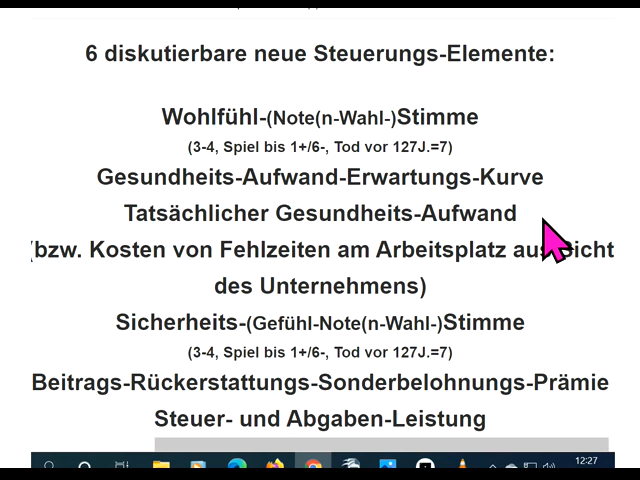 6 diskutierbare neue Steuerungs-Elemente:
Wohlfühl-(Note(n-Wahl-)Stimme
(3-4, Spiel bis 1+/6-, Tod vor 127J.=7)
Gesundheits-Aufwand-Erwartungs-Kurve
Tatsächlicher Gesundheits-Aufwand
(bzw. Kosten von Fehlzeiten am Arbeitsplatz aus Sicht
des Unternehmens)
Sicherheits-(Gefühl-Note(n-Wahl-)Stimme
(3-4, Spiel bis 1+/6-, Tod vor 127J.=7)
Beitrags-Rückerstattungs-Sonderbelohnungs-Prämie
Steuer- und Abgaben-Leistung
12:27